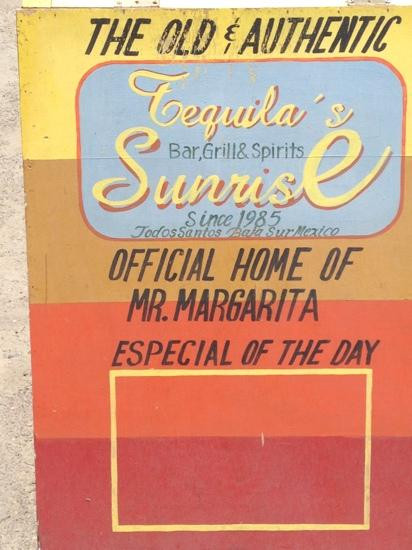 THE OLD & AUTHENTIC
Tequila's
Bar, Grill & Spirits
Sunrise
Since 1985
Todos Santos Baja Sur Mexico
OFFICIAL HOME OF
MR. MARGARITA
ESPECIAL OF THE DAY